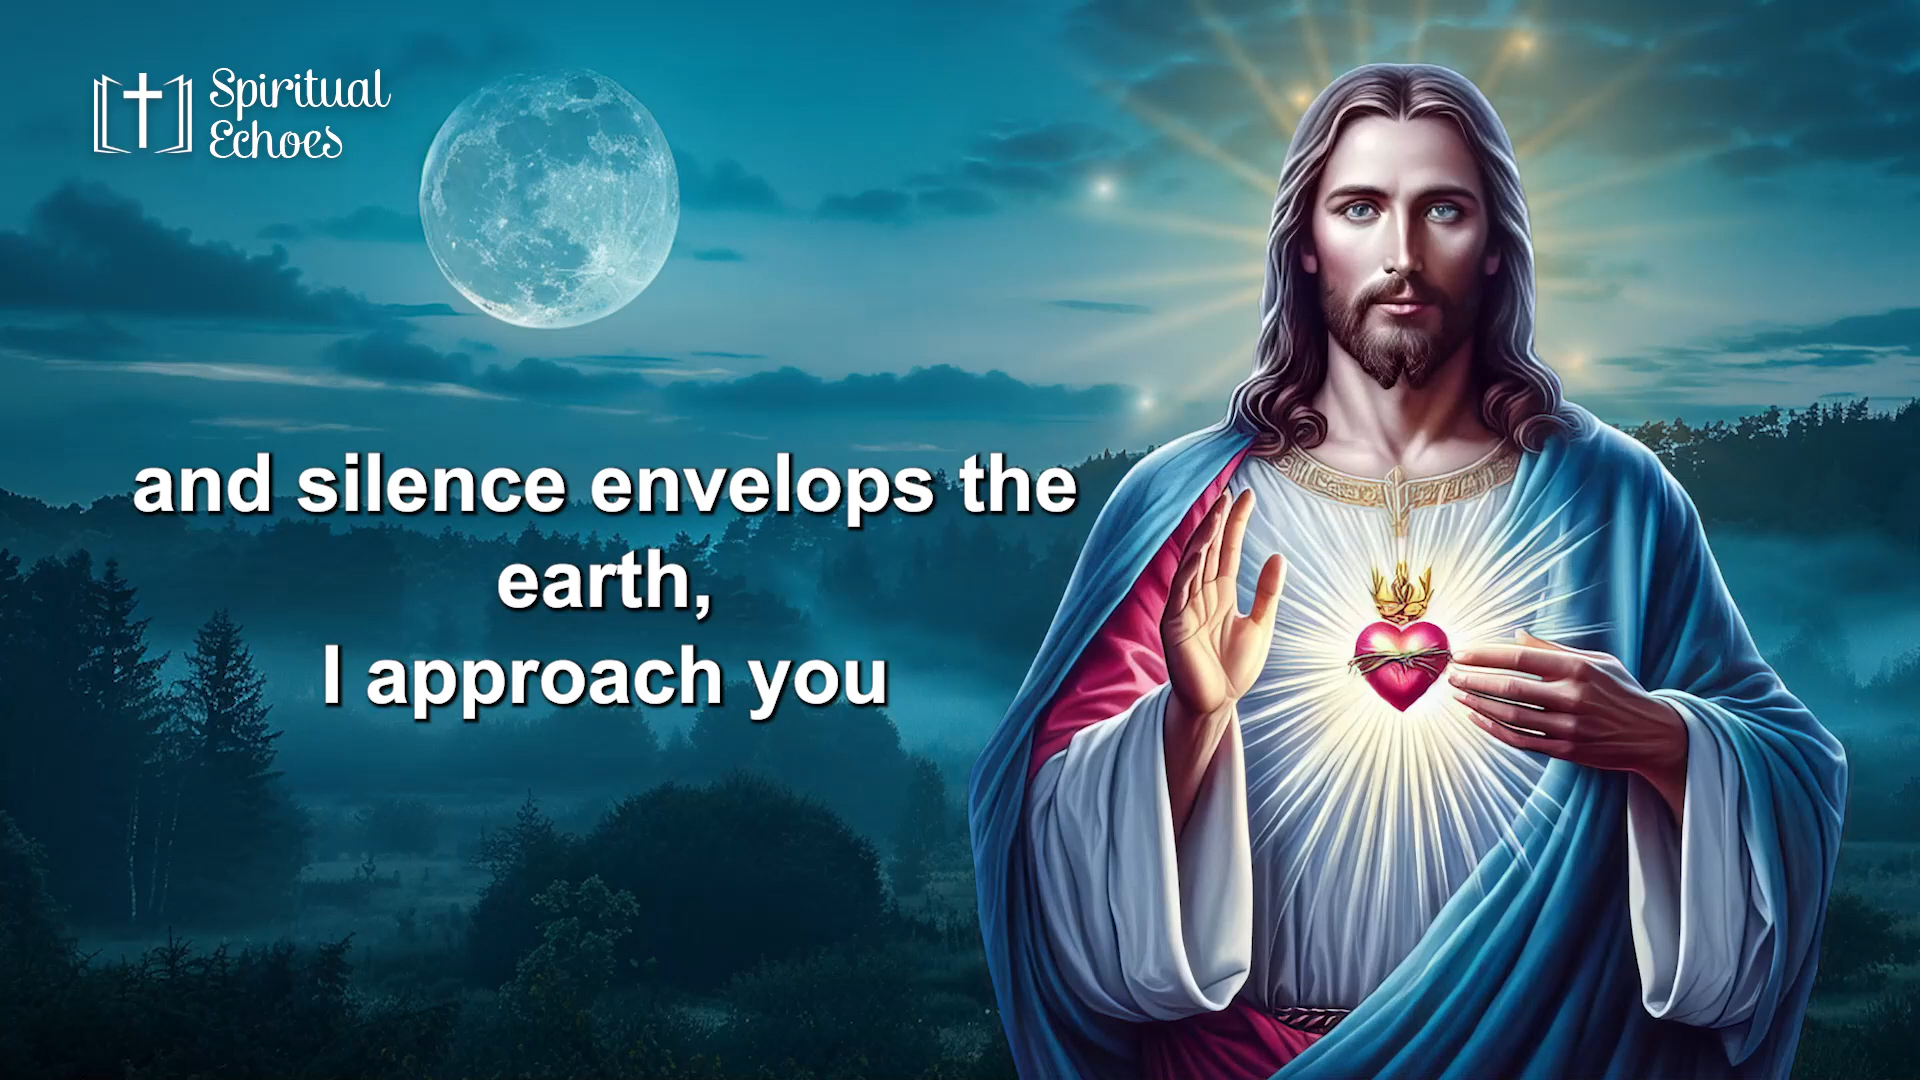 Spiritual
Echoes
and silence envelops the
earth,
I approach you